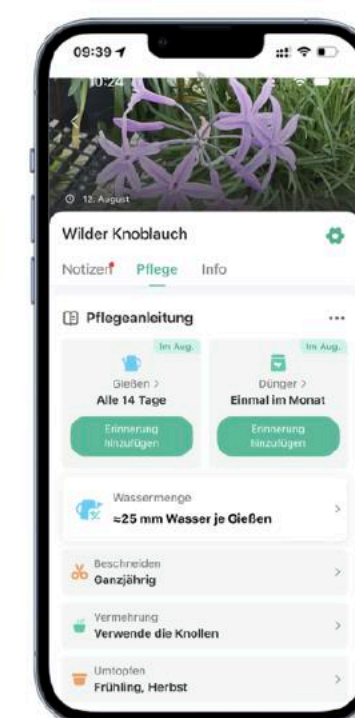 09:39
10:24
12. August
Wilder Knoblauch
Notizen Pflege Info
Pflegeanleitung
Im Aug. Im Aug.
Gießen > Dünger >
Alle 14 Tage Einmal im Monat
Erinnerung hinzufügen Erinnerung hinzufügen
Wassermenge
≈25 mm Wasser je Gießen
Beschneiden
Ganzjährig
Vermehrung
Verwende die Knollen
Umtopfen
Frühling, Herbst